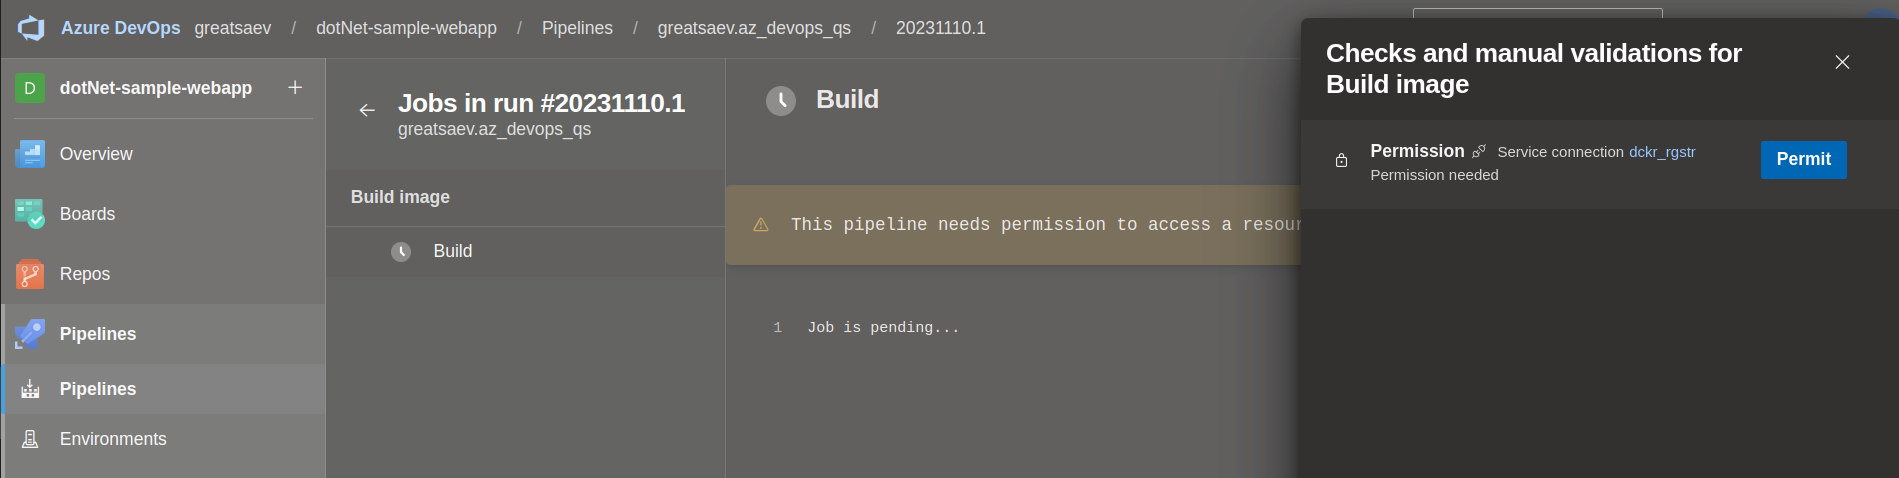 Azure DevOps greatsaev / dotNet-sample-webapp / Pipelines / greatsaev.az_devops_qs / 20231110.1
D dotNet-sample-webapp +
Overview
Boards
Repos
Pipelines
Pipelines
Environments
Jobs in run #20231110.1
greatsaev.az_devops_qs
Build image
Build
Build
This pipeline needs permission to access a resour
1 Job is pending...
Checks and manual validations for
Build image
Permission Service connection dckr_rgstr
Permission needed
Permit